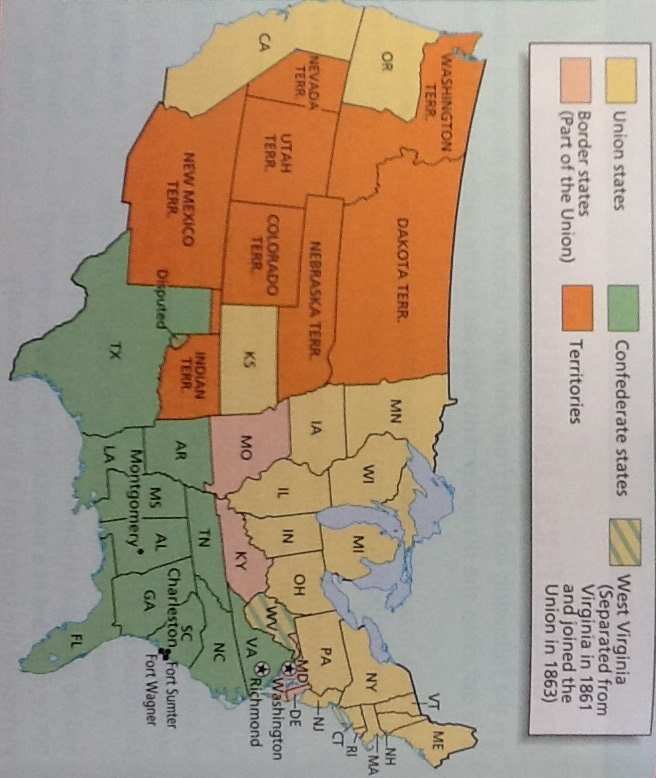 Union states
Border states
(Part of the Union)
Confederate states
Territories
West Virginia
(Separated from
Virginia in 1861
and joined the
Union in 1863)
WASHINGTON
TERR.
OR
CA
NEVADA
TERR.
UTAH
TERR.
NEW MEXICO
TERR.
DAKOTA TERR.
NEBRASKA TERR.
COLORADO
TERR.
KS
Disputed
INDIAN
TERR.
TX
MN
IA
MO
AR
LA
WI
IL
MI
IN
OH
KY
TN
MS
AL
Montgomery
GA
FL
SC
Charleston
Fort Sumter
Fort Wagner
NC
VA
Richmond
WV
Washington
MD
DE
PA
NJ
NY
CT
RI
MA
NH
VT
ME